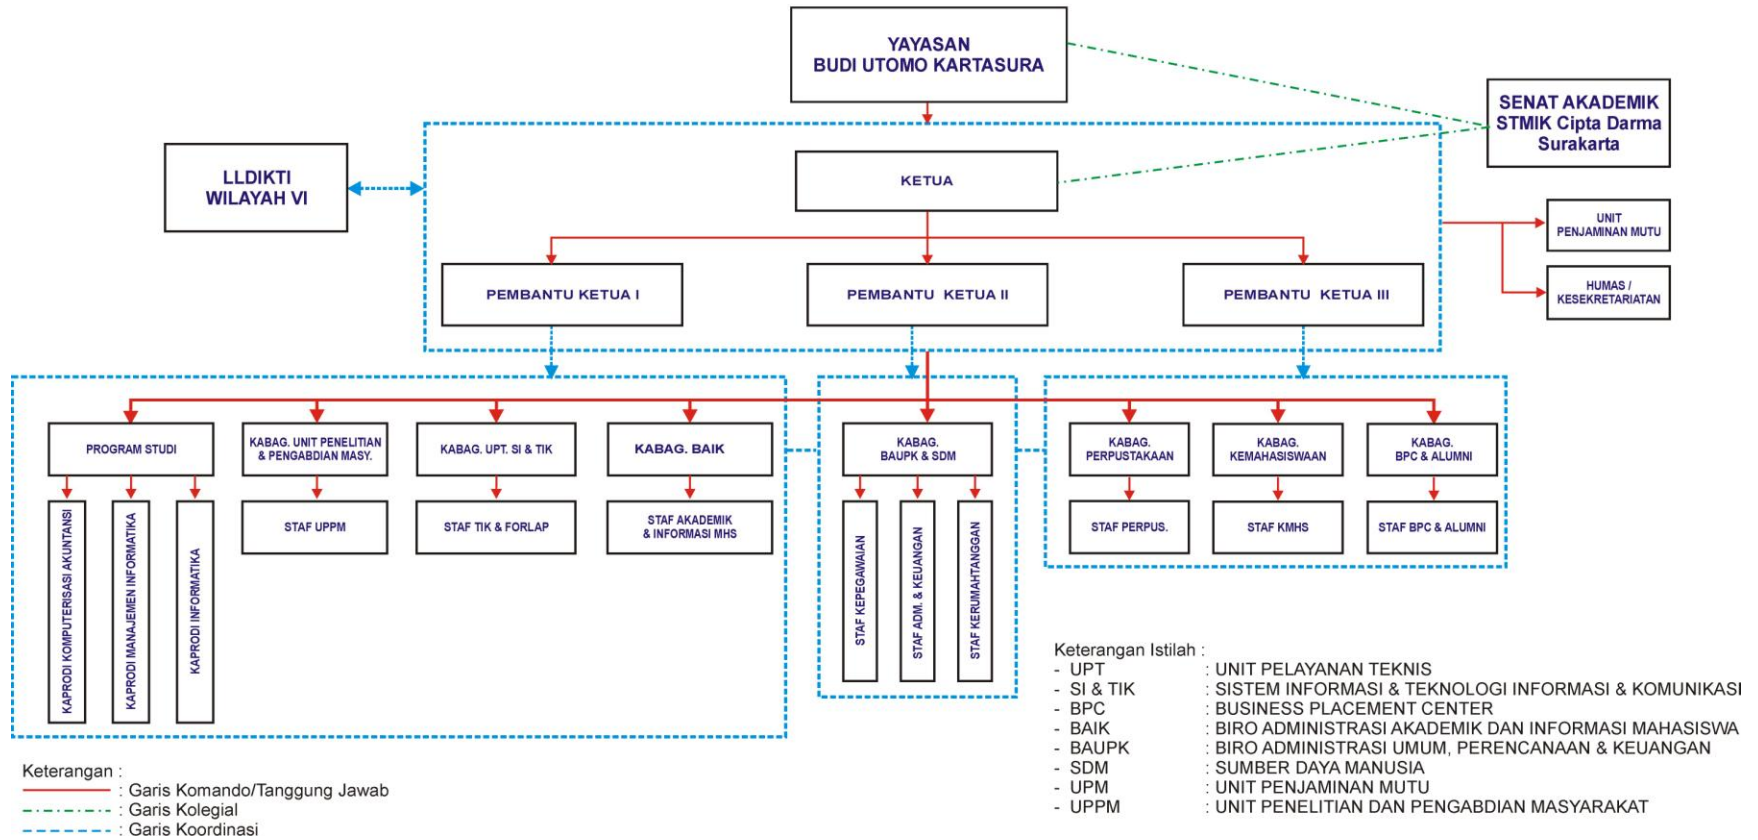 YAYASAN
BUDI UTOMO KARTASURA
SENAT AKADEMIK
STMIK Cipta Darma
Surakarta
LLDIKTI
WILAYAH VI
KETUA
UNIT
PENJAMINAN MUTU
HUMAS /
KESEKRETARIATAN
PEMBANTU KETUA I
PEMBANTU KETUA II
PEMBANTU KETUA III
PROGRAM STUDI
KABAG. UNIT PENELITIAN
& PENGABDIAN MASY.
KABAG. UPT. SI & TIK
KABAG. BAIK
KABAG.
BAUPK & SDM
KABAG.
PERPUSTAKAAN
KABAG.
KEMAHASISWAAN
KABAG.
BPC & ALUMNI
KAPRODI KOMPUTERISASI AKUNTANSI
KAPRODI MANAJEMEN INFORMATIKA
KAPRODI INFORMATIKA
STAF UPPM
STAF TIK & FORLAP
STAF AKADEMIK
& INFORMASI MHS
STAF KEPEGAWAIAN
STAF ADM. & KEUANGAN
STAF KERUMAHTANGGAN
STAF PERPUS.
STAF KMHS
STAF BPC & ALUMNI
Keterangan :
: Garis Komando/Tanggung Jawab
: Garis Kolegial
: Garis Koordinasi
Keterangan Istilah :
- UPT : UNIT PELAYANAN TEKNIS
- SI & TIK : SISTEM INFORMASI & TEKNOLOGI INFORMASI & KOMUNIKASI
- BPC : BUSINESS PLACEMENT CENTER
- BAIK : BIRO ADMINISTRASI AKADEMIK DAN INFORMASI MAHASISWA
- BAUPK : BIRO ADMINISTRASI UMUM, PERENCANAAN & KEUANGAN
- SDM : SUMBER DAYA MANUSIA
- UPM : UNIT PENJAMINAN MUTU
- UPPM : UNIT PENELITIAN DAN PENGABDIAN MASYARAKAT